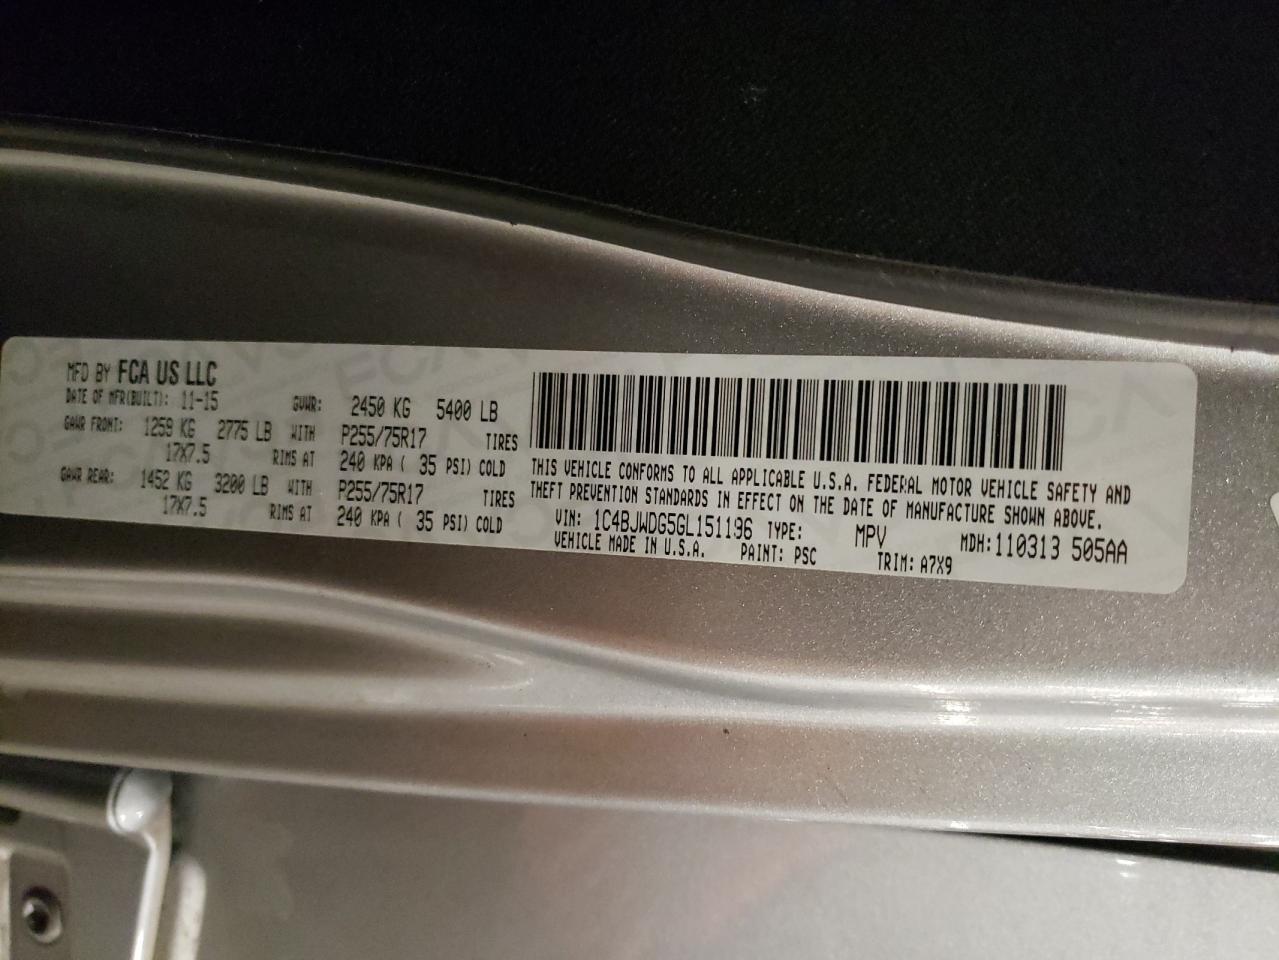 MFD BY FCA US LLC
DATE OF MFR(BUILT): 11-15 GVWR: 2450 KG 5400 LB
GAWR FRONT: 1259 KG 2775 LB WITH P255/75R17 TIRES
17X7.5 RIMS AT 240 KPA ( 35 PSI) COLD
GAWR REAR: 1452 KG 3200 LB WITH P255/75R17 TIRES
17X7.5 RIMS AT 240 KPA ( 35 PSI) COLD
THIS VEHICLE CONFORMS TO ALL APPLICABLE U.S.A. FEDERAL MOTOR VEHICLE SAFETY AND
THEFT PREVENTION STANDARDS IN EFFECT ON THE DATE OF MANUFACTURE SHOWN ABOVE.
VIN: 1C4BJWDG5GL151196 TYPE: MPV MDH:110313 505AA
VEHICLE MADE IN U.S.A. PAINT: PSC TRIM: A7X9